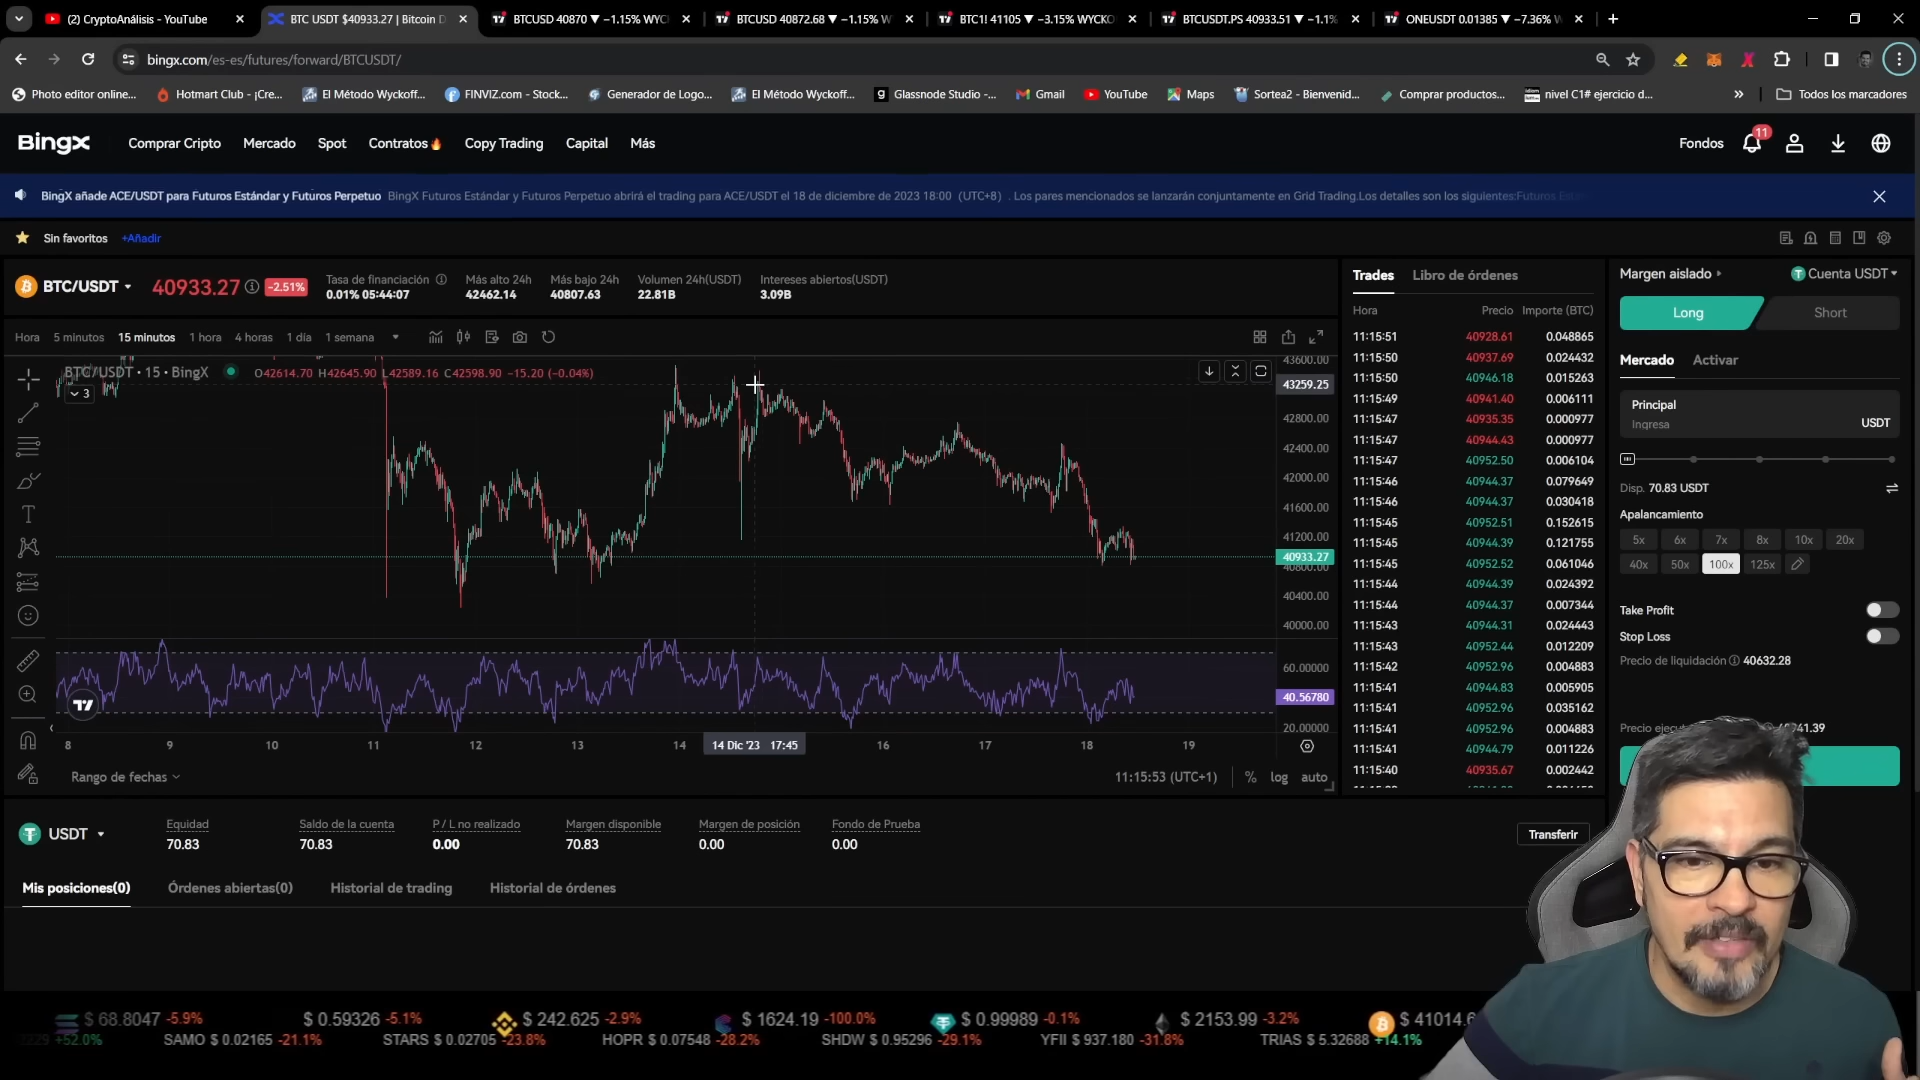 (2) CryptoAnálisis - YouTube
BTC USDT $40933.27 | Bitcoin D
BTCUSD 40870 ▼ −1.15% WYCK
BTCUSD 40872.68 ▼ −1.15% W
BTC1! 41105 ▼ −3.15% WYCKO
BTCUSDT.PS 40933.51 ▼ −1.1%
ONEUSDT 0.01385 ▼ −7.36% W
bingx.com/es-es/futures/forward/BTCUSDT/
Photo editor online...
Hotmart Club - ¡Cre...
El Método Wyckoff...
FINVIZ.com - Stock...
Generador de Logo...
El Método Wyckoff...
Glassnode Studio -...
Gmail
YouTube
Maps
Sortea2 - Bienvenid...
Comprar productos...
nivel C1# ejercicio d...
»
Todos los marcadores
BingX
Comprar Cripto
Mercado
Spot
Contratos
Copy Trading
Capital
Más
Fondos
11
BingX añade ACE/USDT para Futuros Estándar y Futuros Perpetuo
BingX Futuros Estándar y Futuros Perpetuo abrirá el trading para ACE/USDT el 18 de diciembre de 2023 18:00 (UTC+8) . Los pares mencionados se lanzarán conjuntamente en Grid Trading.Los detalles son los siguientes:Futuros Está
Sin favoritos
+Añadir
BTC/USDT
40933.27
-2.51%
Tasa de financiación
0.01% 05:44:07
Más alto 24h
42462.14
Más bajo 24h
40807.63
Volumen 24h(USDT)
22.81B
Intereses abiertos(USDT)
3.09B
Hora
5 minutos
15 minutos
1 hora
4 horas
1 día
1 semana
BTC/USDT • 15 • BingX
O42614.70 H42645.90 L42589.16 C42598.90 −15.20 (−0.04%)
3
43600.00
43259.25
42800.00
42400.00
42000.00
41600.00
41200.00
40933.27
40800.00
40400.00
40000.00
60.00000
40.56780
20.00000
8
9
10
11
12
13
14
14 Dic '23 17:45
16
17
18
19
Rango de fechas
11:15:53 (UTC+1)
%
log
auto
Trades
Libro de órdenes
Hora
Precio
Importe (BTC)
11:15:51 40928.61 0.048865
11:15:50 40937.69 0.024432
11:15:50 40946.18 0.015263
11:15:49 40941.40 0.006111
11:15:47 40935.35 0.000977
11:15:47 40944.43 0.000977
11:15:47 40952.50 0.006104
11:15:46 40944.37 0.079649
11:15:46 40944.37 0.030418
11:15:45 40952.51 0.152615
11:15:45 40944.39 0.121755
11:15:45 40952.52 0.061046
11:15:44 40944.39 0.024392
11:15:44 40944.37 0.007344
11:15:43 40944.31 0.024443
11:15:43 40952.44 0.012209
11:15:42 40952.96 0.004883
11:15:41 40944.83 0.005905
11:15:41 40952.96 0.035162
11:15:41 40952.96 0.004883
11:15:41 40944.79 0.011226
11:15:40 40935.67 0.002442
Margen aislado
Cuenta USDT
Long
Short
Mercado
Activar
Principal
Ingresa
USDT
Disp. 70.83 USDT
Apalancamiento
5x
6x
7x
8x
10x
20x
40x
50x
100x
125x
Take Profit
Stop Loss
Precio de liquidación 40632.28
USDT
Equidad
70.83
Saldo de la cuenta
70.83
P / L no realizado
0.00
Margen disponible
70.83
Margen de posición
0.00
Fondo de Prueba
0.00
Transferir
Mis posiciones(0)
Órdenes abiertas(0)
Historial de trading
Historial de órdenes
$ 68.8047 -5.9%
$ 0.59326 -5.1%
$ 242.625 -2.9%
$ 1624.19 -100.0%
$ 0.99989 -0.1%
$ 2153.99 -3.2%
$ 41014.6
+52.0%
SAMO $ 0.02165 -21.1%
STARS $ 0.02705 -23.8%
HOPR $ 0.07548 -28.2%
SHDW $ 0.95296 -29.1%
YFII $ 937.180 -31.8%
TRIAS $ 5.32688 +14.1%